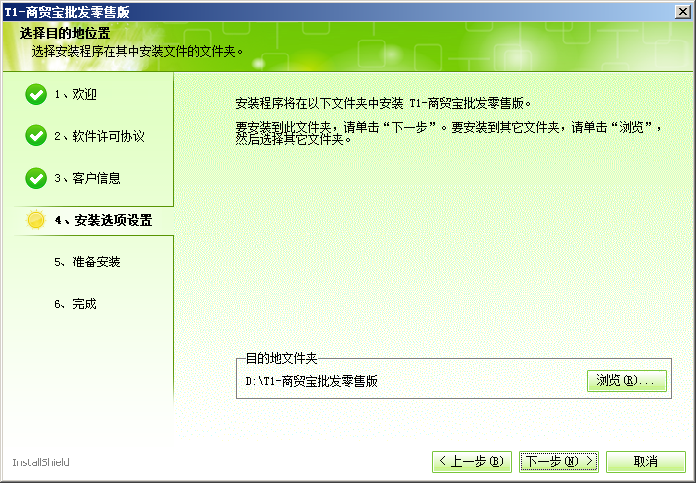 T1-商贸宝批发零售版
选择目的地位置
选择安装程序在其中安装文件的文件夹。
1、欢迎
2、软件许可协议
3、客户信息
4、安装选项设置
5、准备安装
6、完成
安装程序将在以下文件夹中安装 T1-商贸宝批发零售版。
要安装到此文件夹，请单击“下一步”。要安装到其它文件夹，请单击“浏览”，
然后选择其它文件夹。
目的地文件夹
D:\T1-商贸宝批发零售版
浏览(R)...
InstallShield
< 上一步(B)
下一步(N) >
取消